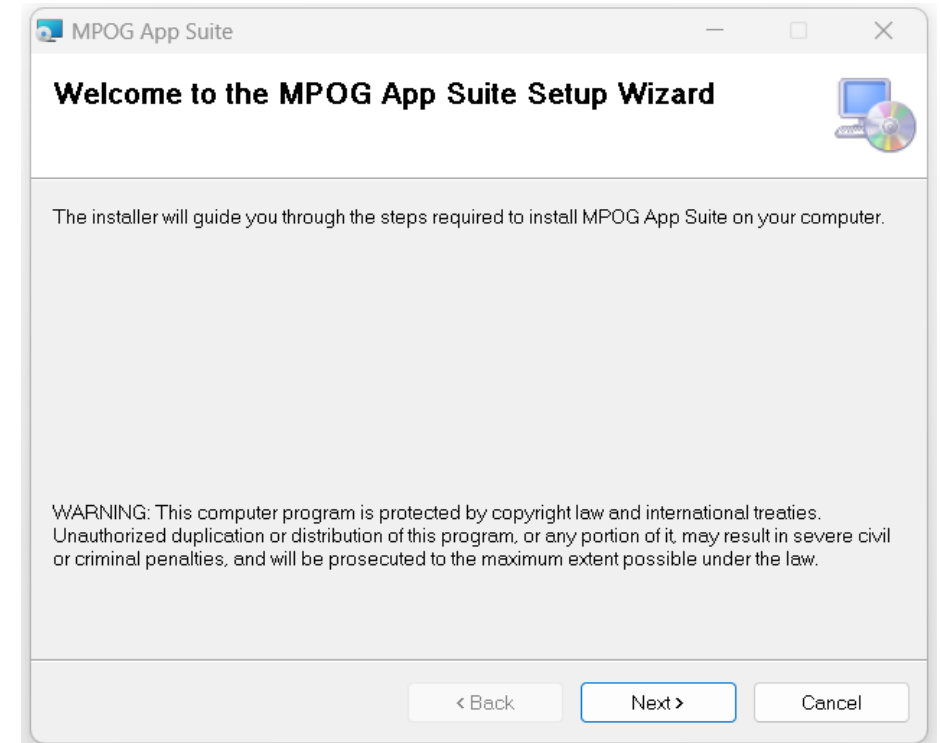 MPOG App Suite
Welcome to the MPOG App Suite Setup Wizard
The installer will guide you through the steps required to install MPOG App Suite on your computer.
WARNING: This computer program is protected by copyright law and international treaties.
Unauthorized duplication or distribution of this program, or any portion of it, may result in severe civil
or criminal penalties, and will be prosecuted to the maximum extent possible under the law.
< Back Next > Cancel